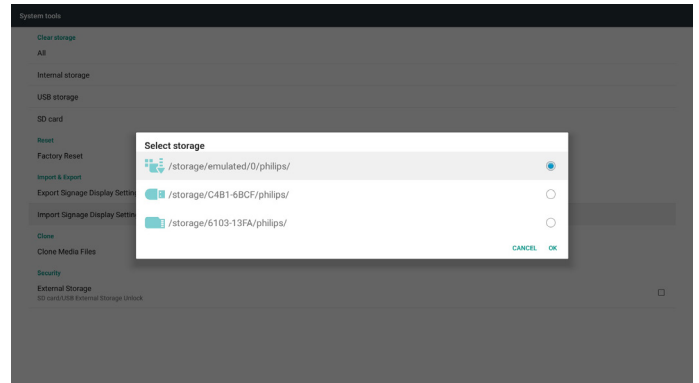 System tools
Clear storage
All
Internal storage
USB storage
SD card
Reset
Factory Reset
Import & Export
Export Signage Display Settin
Import Signage Display Settin
Clone
Clone Media Files
Security
External Storage
SD card/USB External Storage Unlock
Select storage
/storage/emulated/0/philips/
/storage/C4B1-6BCF/philips/
/storage/6103-13FA/philips/
CANCEL OK